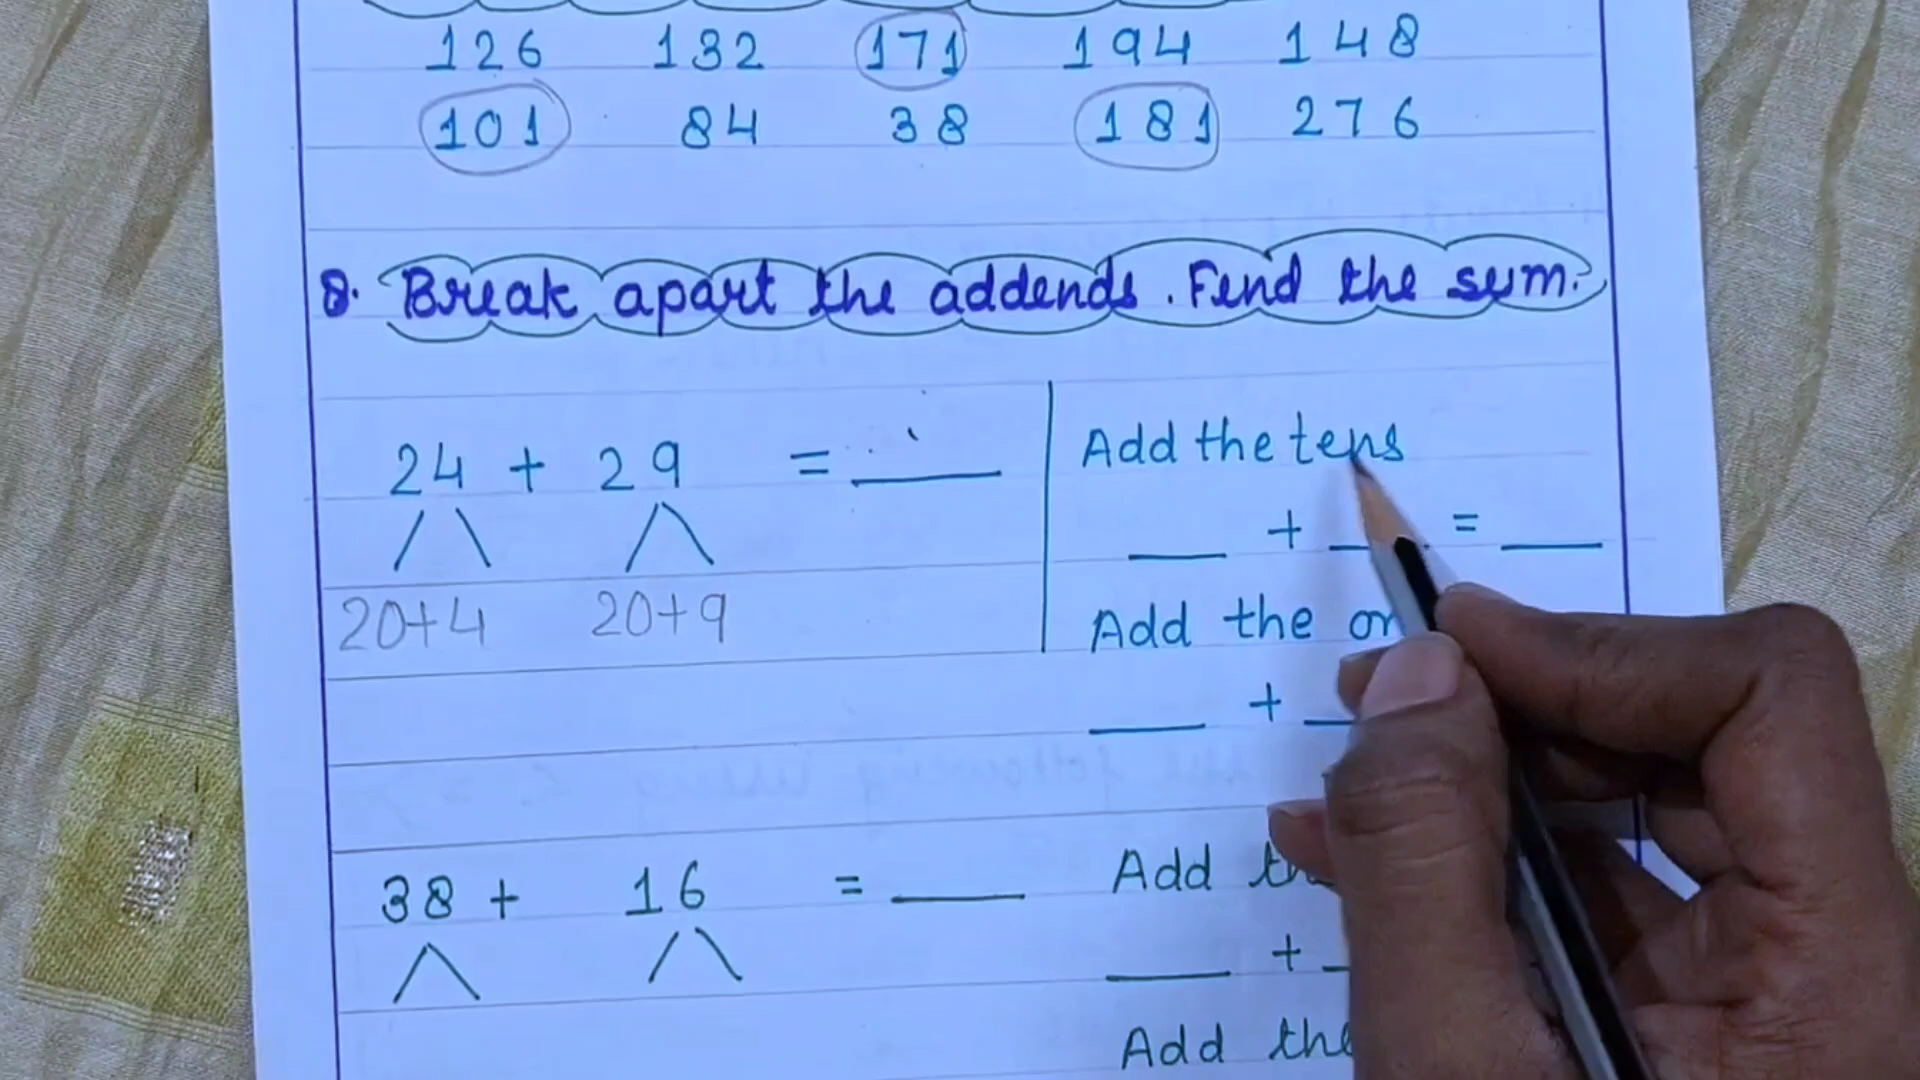 126 132 171 194 148
101 84 38 181 276
8. Break apart the addends. Find the sum.
24 + 29 = ___
20+4 20+9
Add the tens
___ + ___ = ___
Add the
___ + ___
38 + 16 = ___
Add
___ + ___
Add the